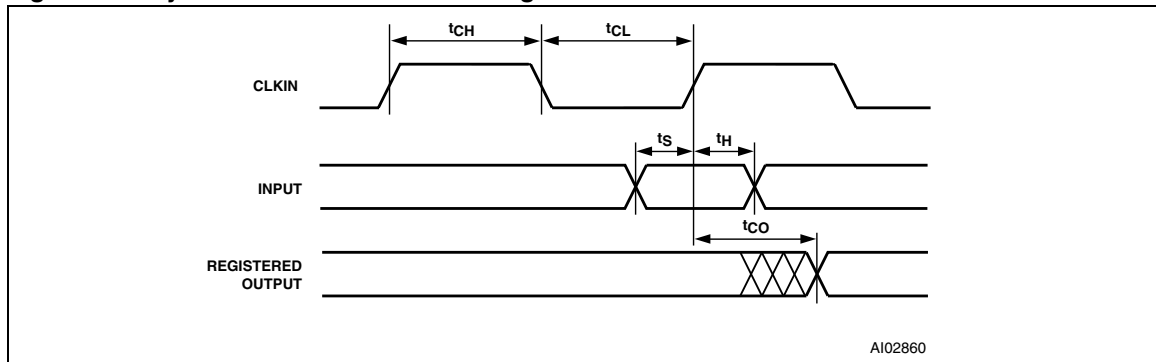 tCH
tCL
CLKIN
tS
tH
INPUT
tCO
REGISTERED
OUTPUT
AI02860